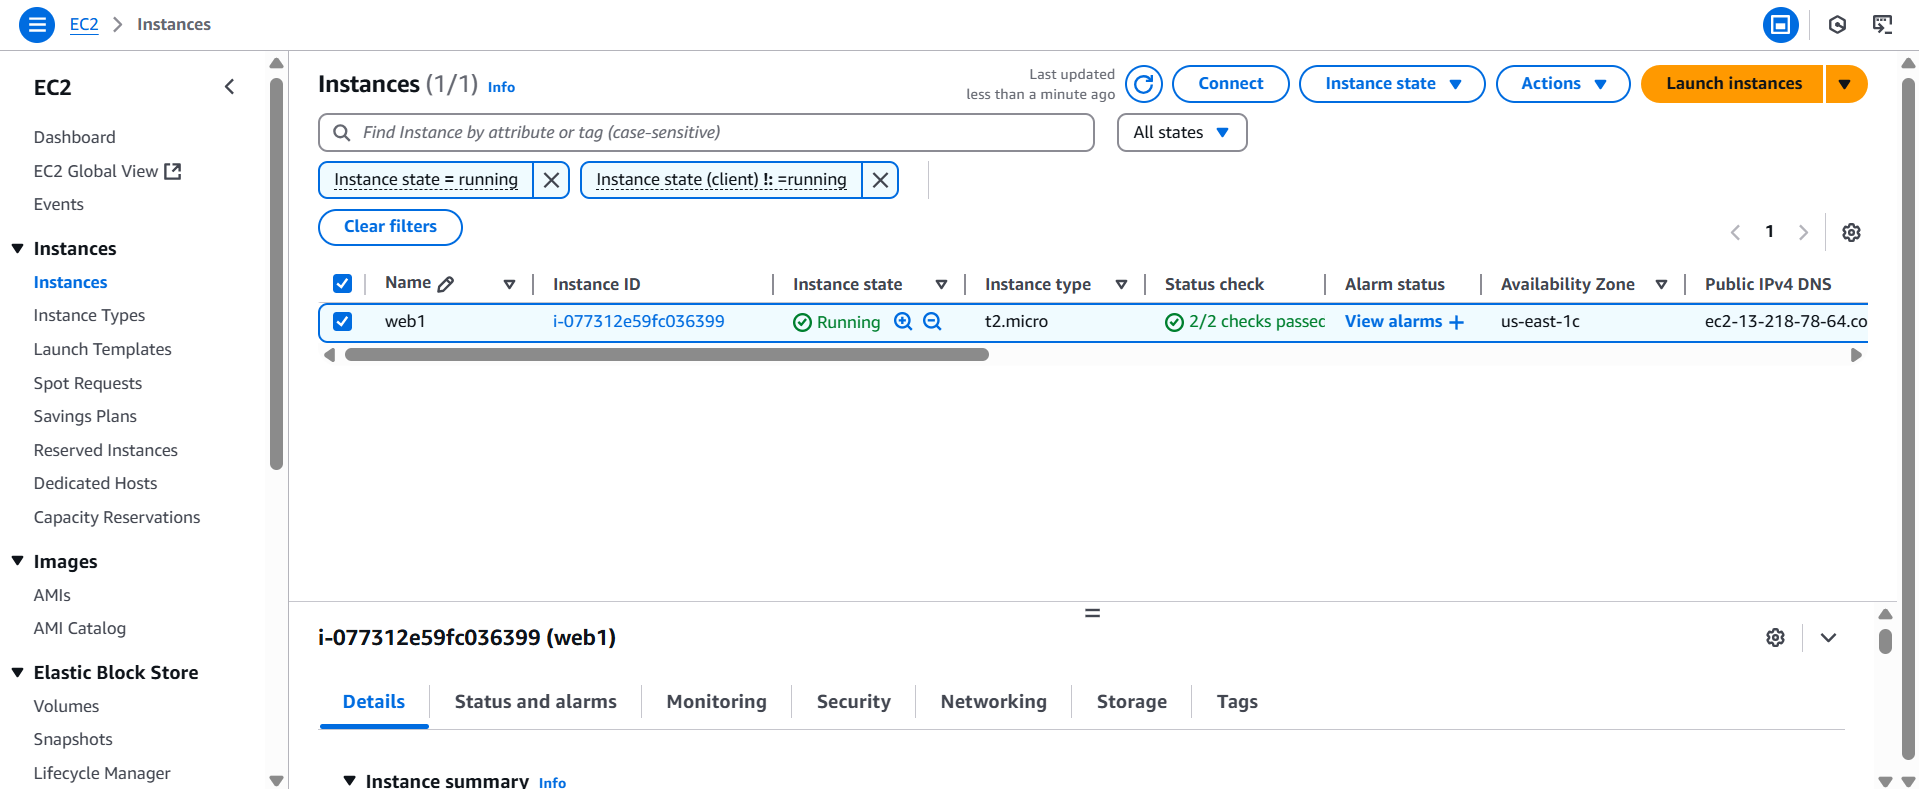 EC2 Instances
EC2
Dashboard
EC2 Global View
Events
Instances
Instances
Instance Types
Launch Templates
Spot Requests
Savings Plans
Reserved Instances
Dedicated Hosts
Capacity Reservations
Images
AMIs
AMI Catalog
Elastic Block Store
Volumes
Snapshots
Lifecycle Manager
Instances (1/1) Info
Last updated
less than a minute ago
Connect Instance state Actions Launch instances
Find Instance by attribute or tag (case-sensitive) All states
Instance state = running Instance state (client) !: =running
Clear filters
1
Name Instance ID Instance state Instance type Status check Alarm status Availability Zone Public IPv4 DNS
web1 i-077312e59fc036399 Running t2.micro 2/2 checks passec View alarms + us-east-1c ec2-13-218-78-64.co
i-077312e59fc036399 (web1)
Details Status and alarms Monitoring Security Networking Storage Tags
Instance summary Info